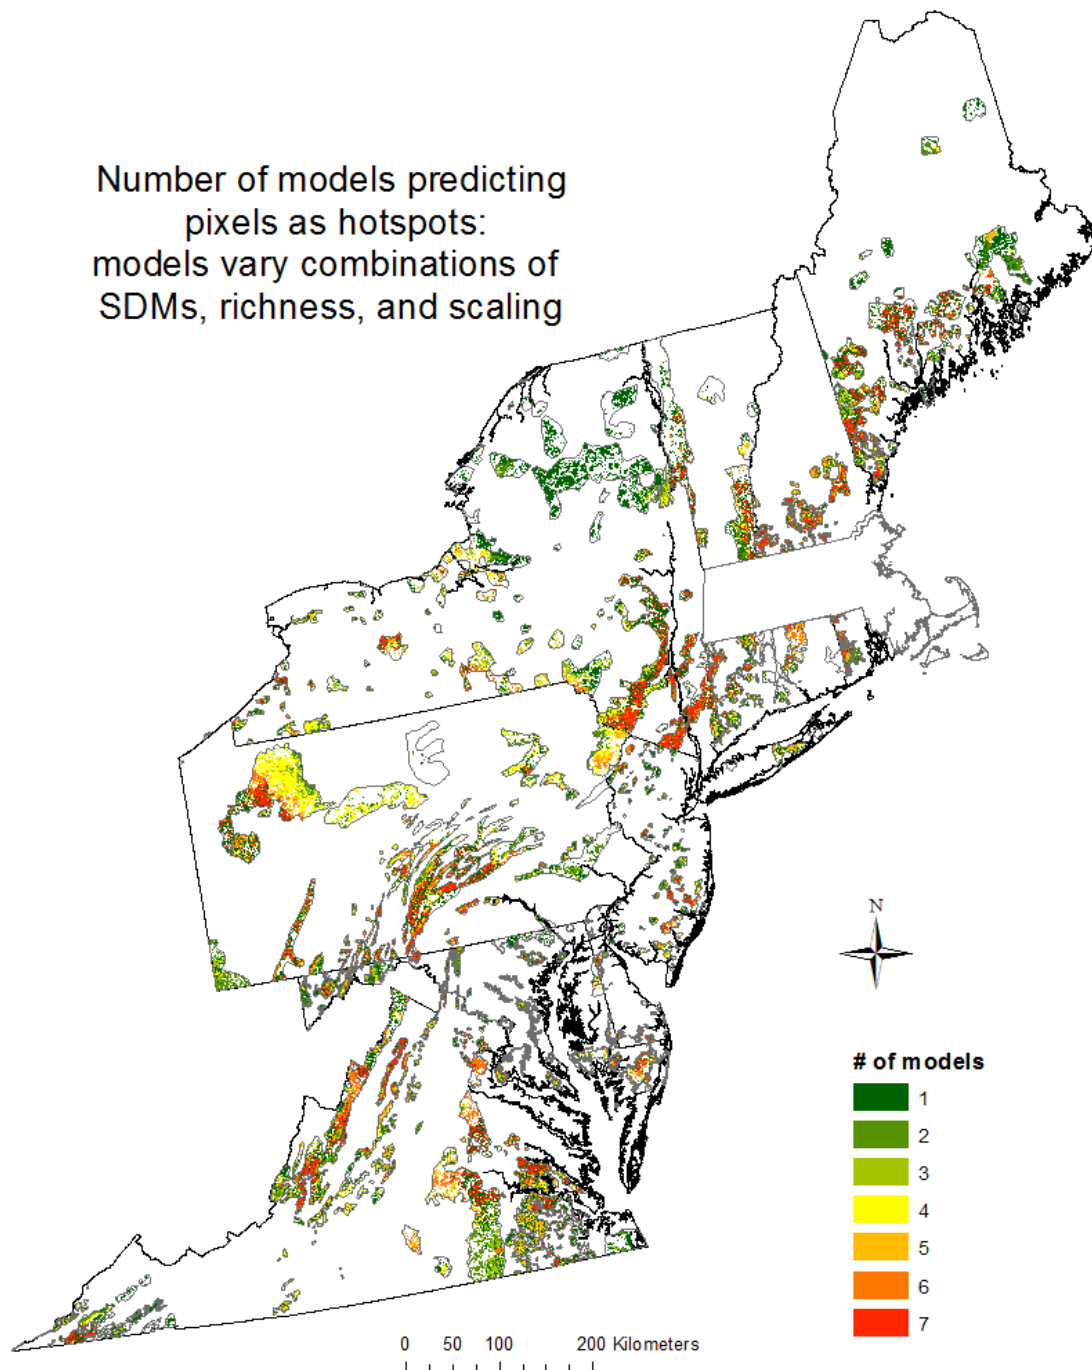 Number of models predicting
pixels as hotspots:
models vary combinations of
SDMs, richness, and scaling
N
# of models
1
2
3
4
5
6
7
0 50 100 200 Kilometers